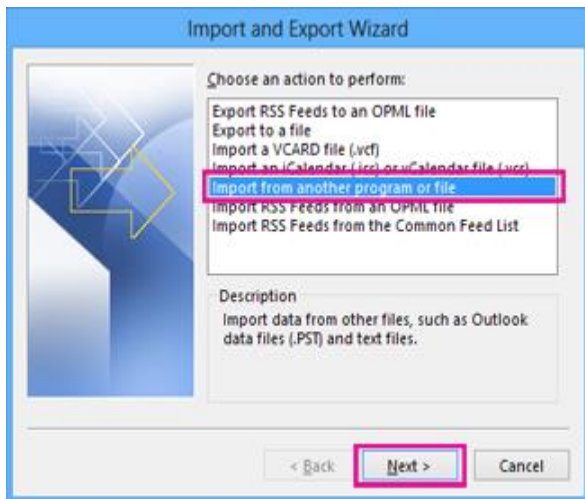 Import and Export Wizard
Choose an action to perform:
Export RSS Feeds to an OPML file
Export to a file
Import a VCARD file (.vcf)
Import an iCalendar (.ics) or vCalendar file (.vcs)
Import from another program or file
Import RSS Feeds from an OPML file
Import RSS Feeds from the Common Feed List
Description
Import data from other files, such as Outlook
data files (.PST) and text files.
< Back
Next >
Cancel